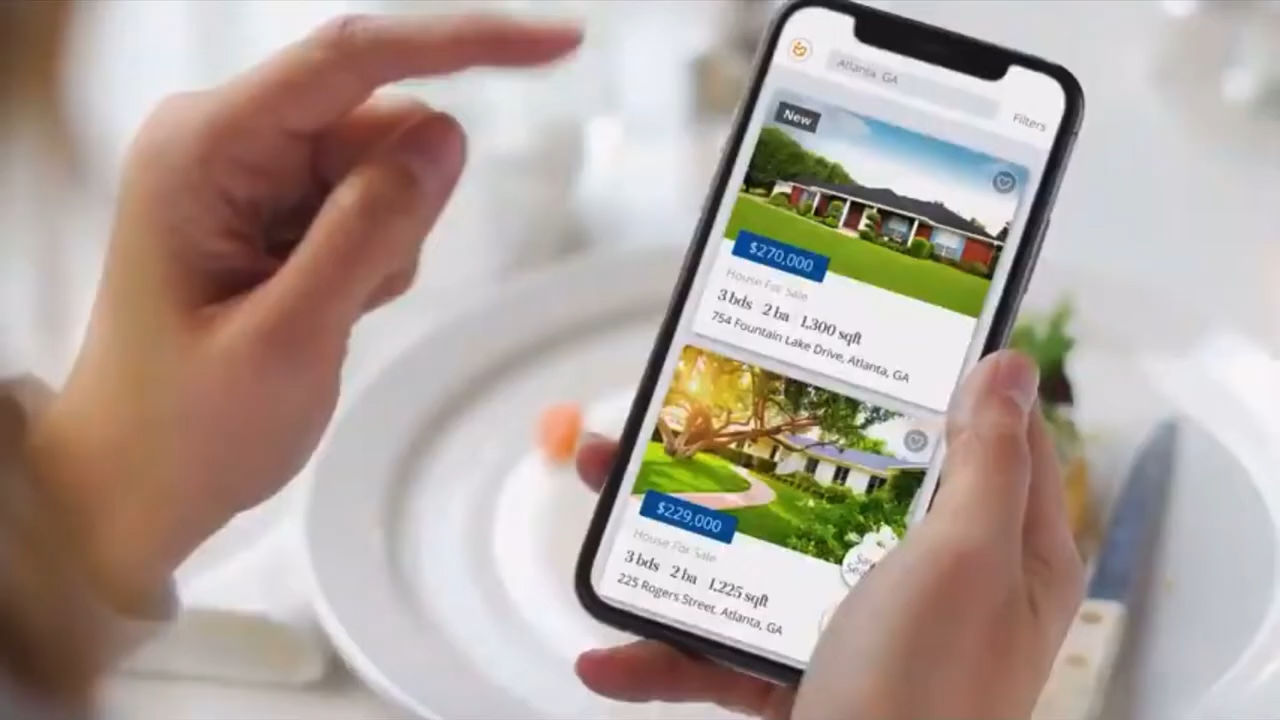 Atlanta, GA
Filters
New
$270,000
House For Sale
3 bds 2 ba 1,300 sqft
754 Fountain Lake Drive, Atlanta, GA
$229,000
House For Sale
3 bds 2 ba 1,225 sqft
225 Rogers Street, Atlanta, GA